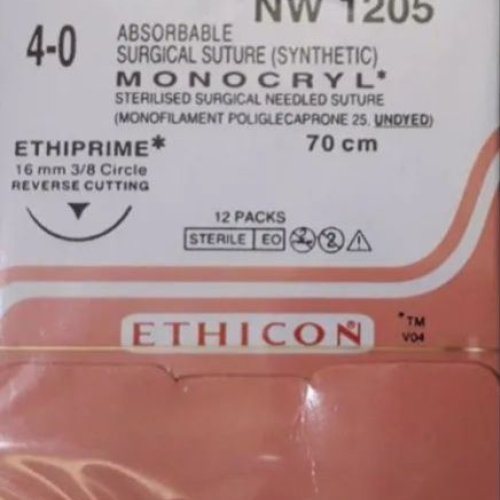 NW 1205
4-0
ABSORBABLE
SURGICAL SUTURE (SYNTHETIC)
MONOCRYL*
STERILISED SURGICAL NEEDLED SUTURE
(MONOFILAMENT POLIGLECAPRONE 25, UNDYED)
ETHIPRIME* 70 cm
16 mm 3/8 Circle
REVERSE CUTTING
12 PACKS
STERILE EO 2
ETHICON
*TM
V04